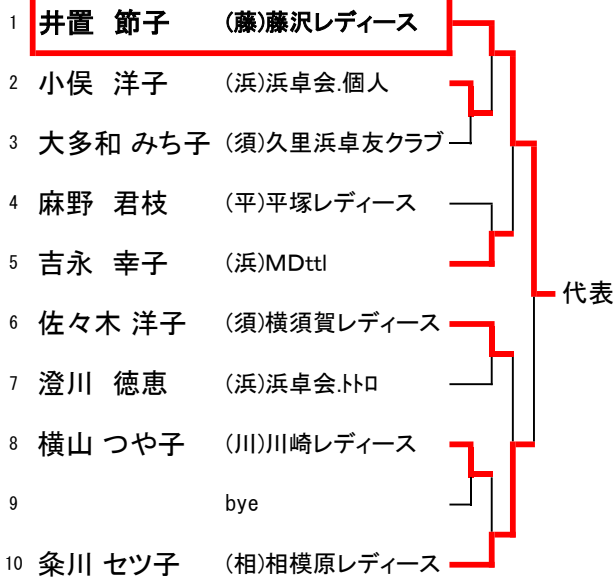 1 井置 節子 (藤)藤沢レディース
2 小俣 洋子 (浜)浜卓会.個人
3 大多和 みち子 (須)久里浜卓友クラブ
4 麻野 君枝 (平)平塚レディース
5 吉永 幸子 (浜)MDttl
代表
6 佐々木 洋子 (須)横須賀レディース
7 澄川 徳恵 (浜)浜卓会.ﾄﾄロ
8 横山 つや子 (川)川崎レディース
9 bye
10 粂川 セツ子 (相)相模原レディース